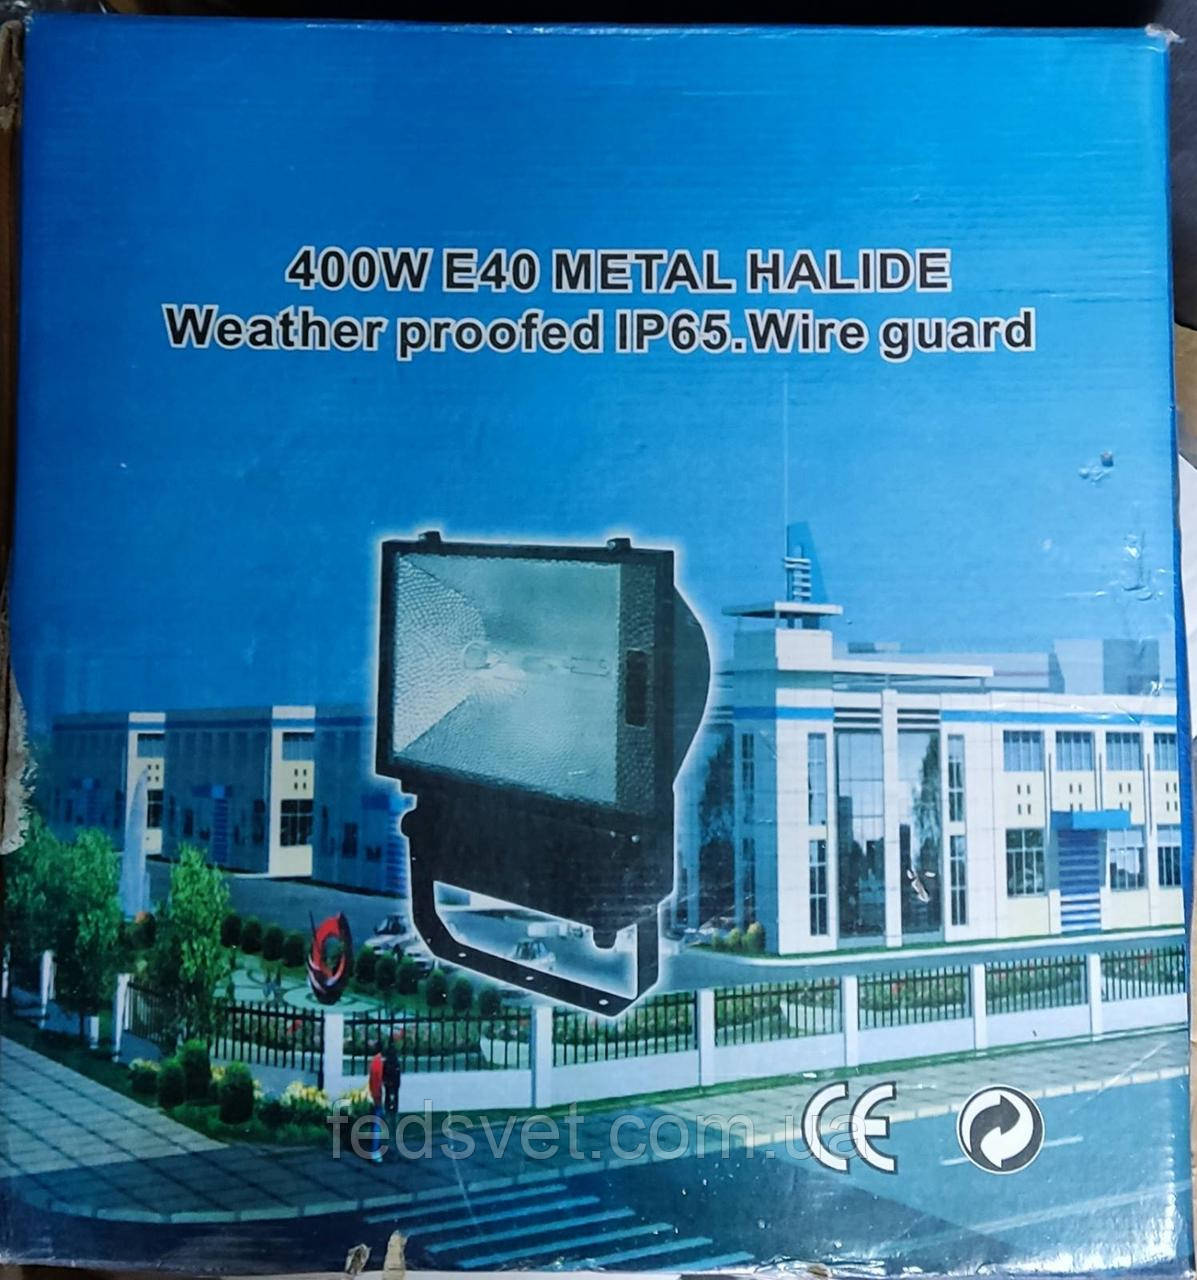 400W E40 METAL HALIDE
Weather proofed IP65.Wire guard
fedsvet.com.ua
CE